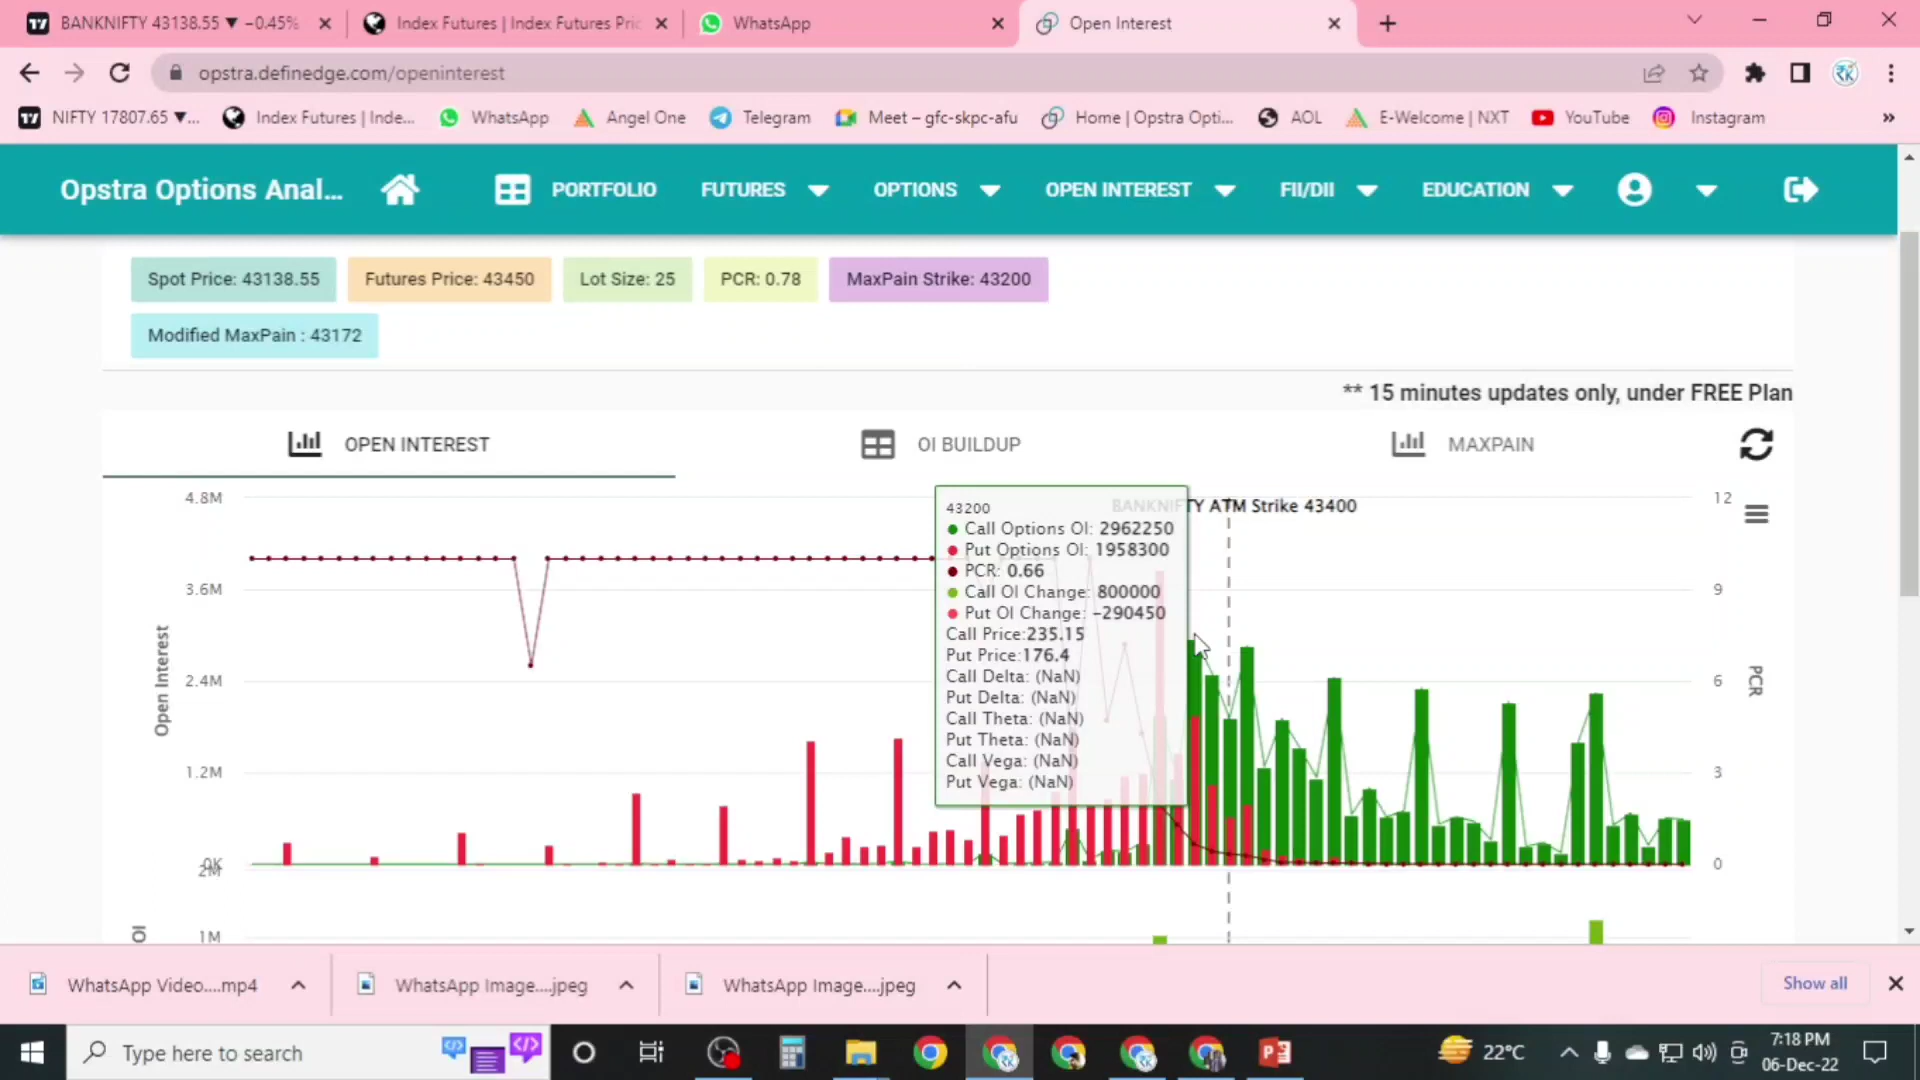 BANKNIFTY 43138.55 ▼ −0.45%
Index Futures | Index Futures Pric
WhatsApp
Open Interest
opstra.definedge.com/openinterest
NIFTY 17807.65 ▼...
Index Futures | Inde...
WhatsApp
Angel One
Telegram
Meet – gfc-skpc-afu
Home | Opstra Opti...
AOL
E-Welcome | NXT
YouTube
Instagram
»
Opstra Options Anal...
PORTFOLIO
FUTURES
OPTIONS
OPEN INTEREST
FII/DII
EDUCATION
Spot Price: 43138.55
Futures Price: 43450
Lot Size: 25
PCR: 0.78
MaxPain Strike: 43200
Modified MaxPain : 43172
** 15 minutes updates only, under FREE Plan
OPEN INTEREST
OI BUILDUP
MAXPAIN
4.8M
3.6M
2.4M
1.2M
0K
2M
1M
Open Interest
OI
BANKNIFTY ATM Strike 43400
12
9
6
3
0
PCR
43200
Call Options OI: 2962250
Put Options OI: 1958300
PCR: 0.66
Call OI Change: 800000
Put OI Change: −290450
Call Price:235.15
Put Price:176.4
Call Delta: (NaN)
Put Delta: (NaN)
Call Theta: (NaN)
Put Theta: (NaN)
Call Vega: (NaN)
Put Vega: (NaN)
WhatsApp Video....mp4
WhatsApp Image....jpeg
WhatsApp Image....jpeg
Show all
Type here to search
22°C
7:18 PM
06-Dec-22